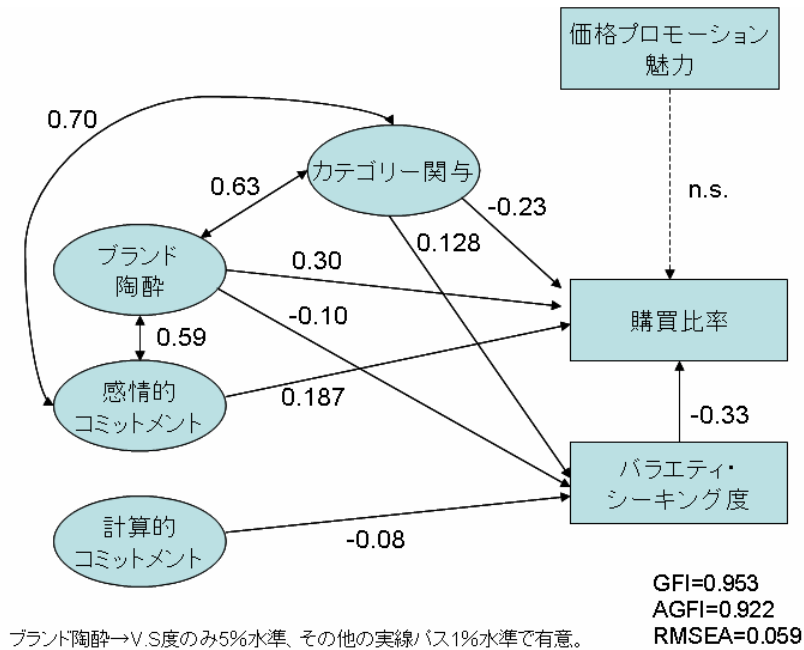 価格プロモーション
魅力
0.70
カテゴリー関与
0.63
n.s.
-0.23
0.128
ブランド
陶酔
0.30
-0.10
購買比率
0.59
感情的
コミットメント
0.187
-0.33
バラエティ・
シーキング度
計算的
コミットメント
-0.08
GFI=0.953
AGFI=0.922
RMSEA=0.059
ブランド陶酔→V.S度のみ5%水準、その他の実線パス1%水準で有意。